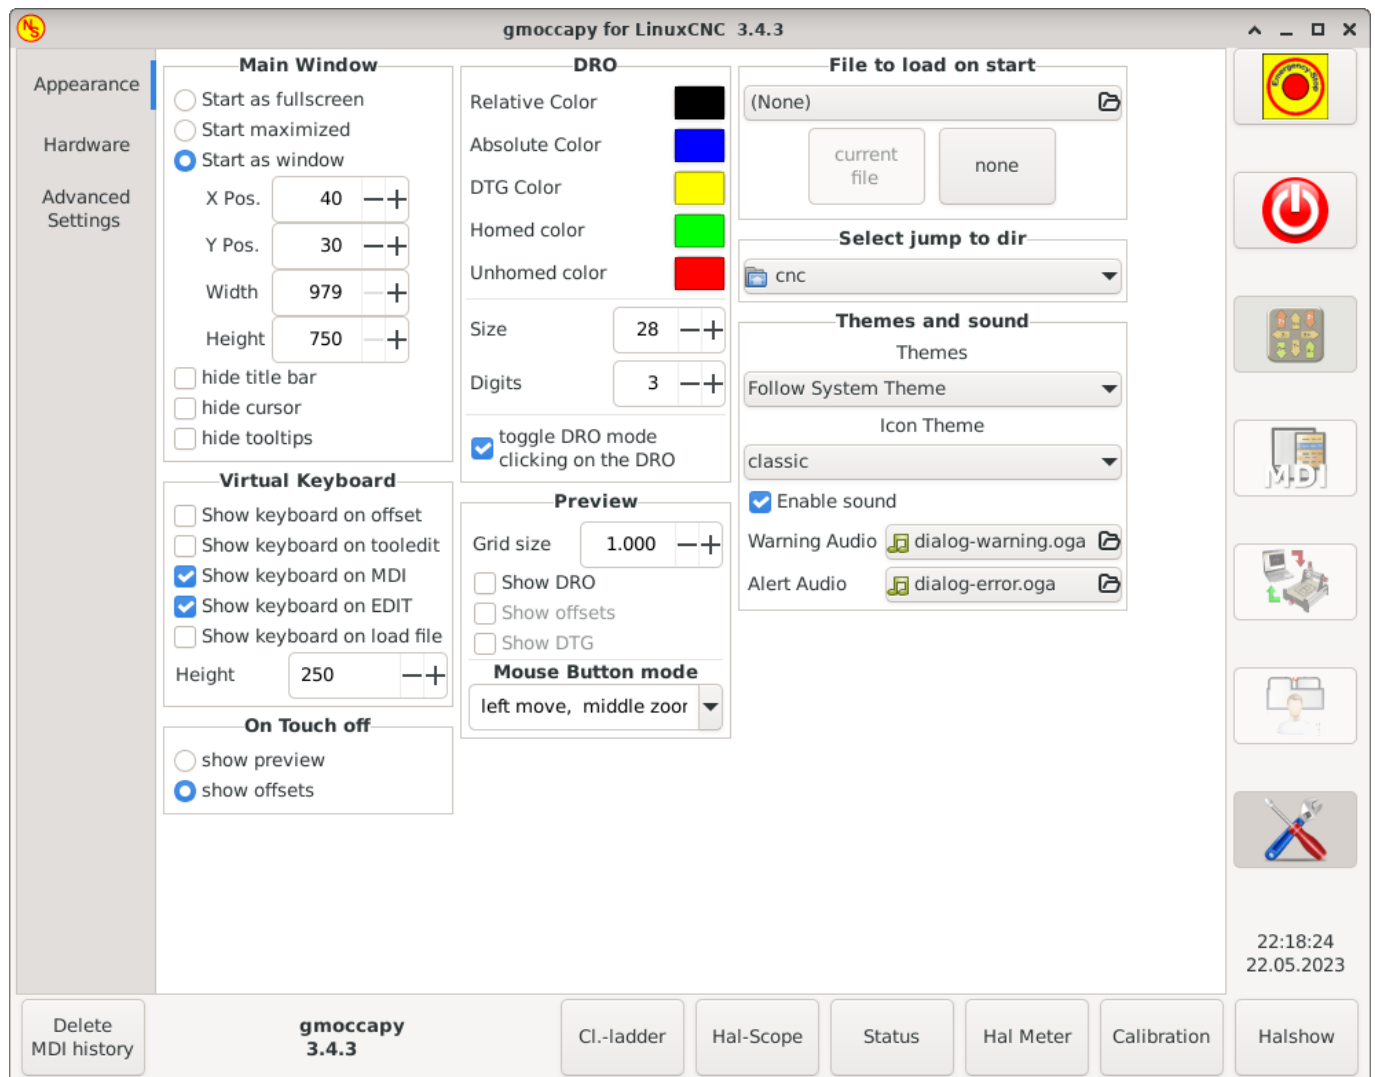 NS
gmoccapy for LinuxCNC 3.4.3
Appearance
Hardware
Advanced
Settings
Main Window
Start as fullscreen
Start maximized
Start as window
X Pos. 40
Y Pos. 30
Width 979
Height 750
hide title bar
hide cursor
hide tooltips
Virtual Keyboard
Show keyboard on offset
Show keyboard on tooledit
Show keyboard on MDI
Show keyboard on EDIT
Show keyboard on load file
Height 250
On Touch off
show preview
show offsets
DRO
Relative Color
Absolute Color
DTG Color
Homed color
Unhomed color
Size 28
Digits 3
toggle DRO mode
clicking on the DRO
Preview
Grid size 1.000
Show DRO
Show offsets
Show DTG
Mouse Button mode
left move, middle zoor
File to load on start
(None)
current
file
none
Select jump to dir
cnc
Themes and sound
Themes
Follow System Theme
Icon Theme
classic
Enable sound
Warning Audio dialog-warning.oga
Alert Audio dialog-error.oga
Emergency-Stop
MDI
22:18:24
22.05.2023
Delete
MDI history
gmoccapy
3.4.3
Cl.-ladder
Hal-Scope
Status
Hal Meter
Calibration
Halshow